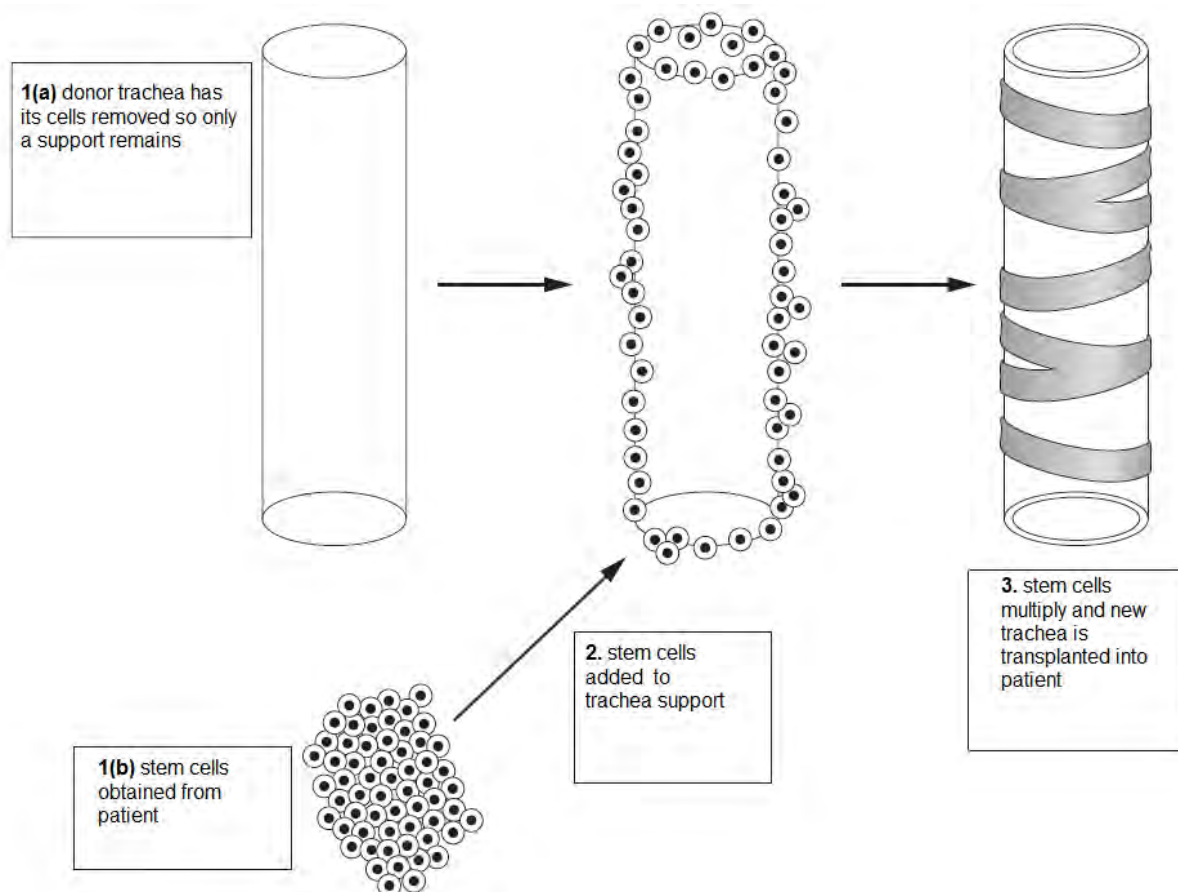 1(a) donor trachea has
its cells removed so only
a support remains
1(b) stem cells
obtained from
patient
2. stem cells
added to
trachea support
3. stem cells
multiply and new
trachea is
transplanted into
patient